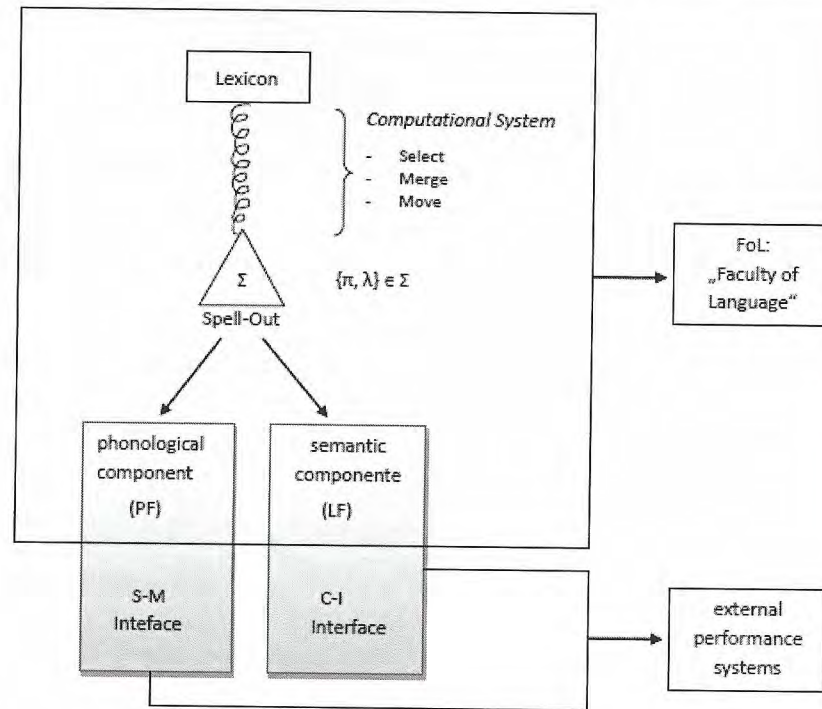 Lexicon
Computational System
- Select
- Merge
- Move
Σ
{π, λ} ∈ Σ
Spell-Out
FoL:
„Faculty of
Language“
phonological
component
(PF)
semantic
componente
(LF)
S-M
Inteface
C-I
Interface
external
performance
systems